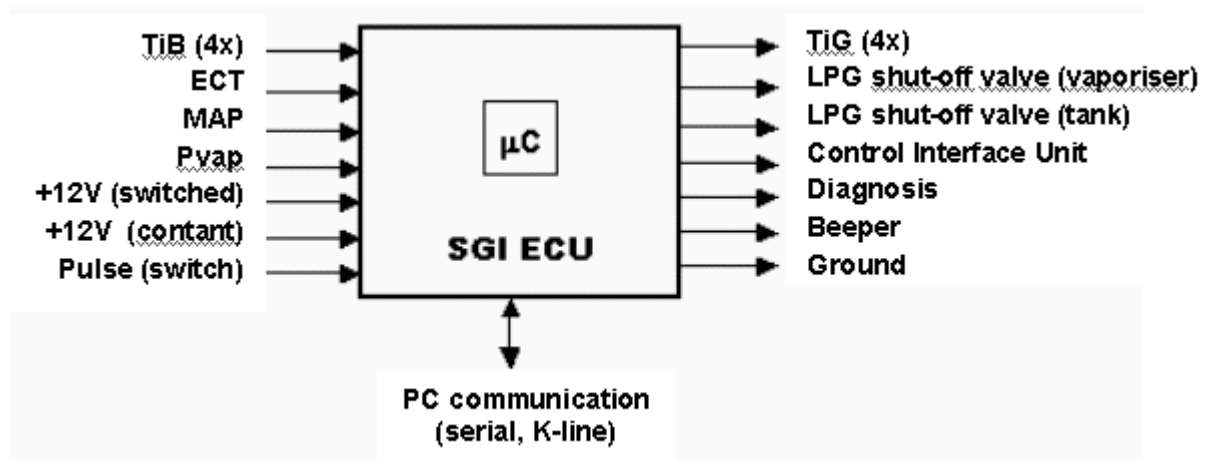 TiB (4x)
ECT
MAP
Pvap
+12V (switched)
+12V (contant)
Pulse (switch)
μC
SGI ECU
TiG (4x)
LPG shut-off valve (vaporiser)
LPG shut-off valve (tank)
Control Interface Unit
Diagnosis
Beeper
Ground
PC communication
(serial, K-line)